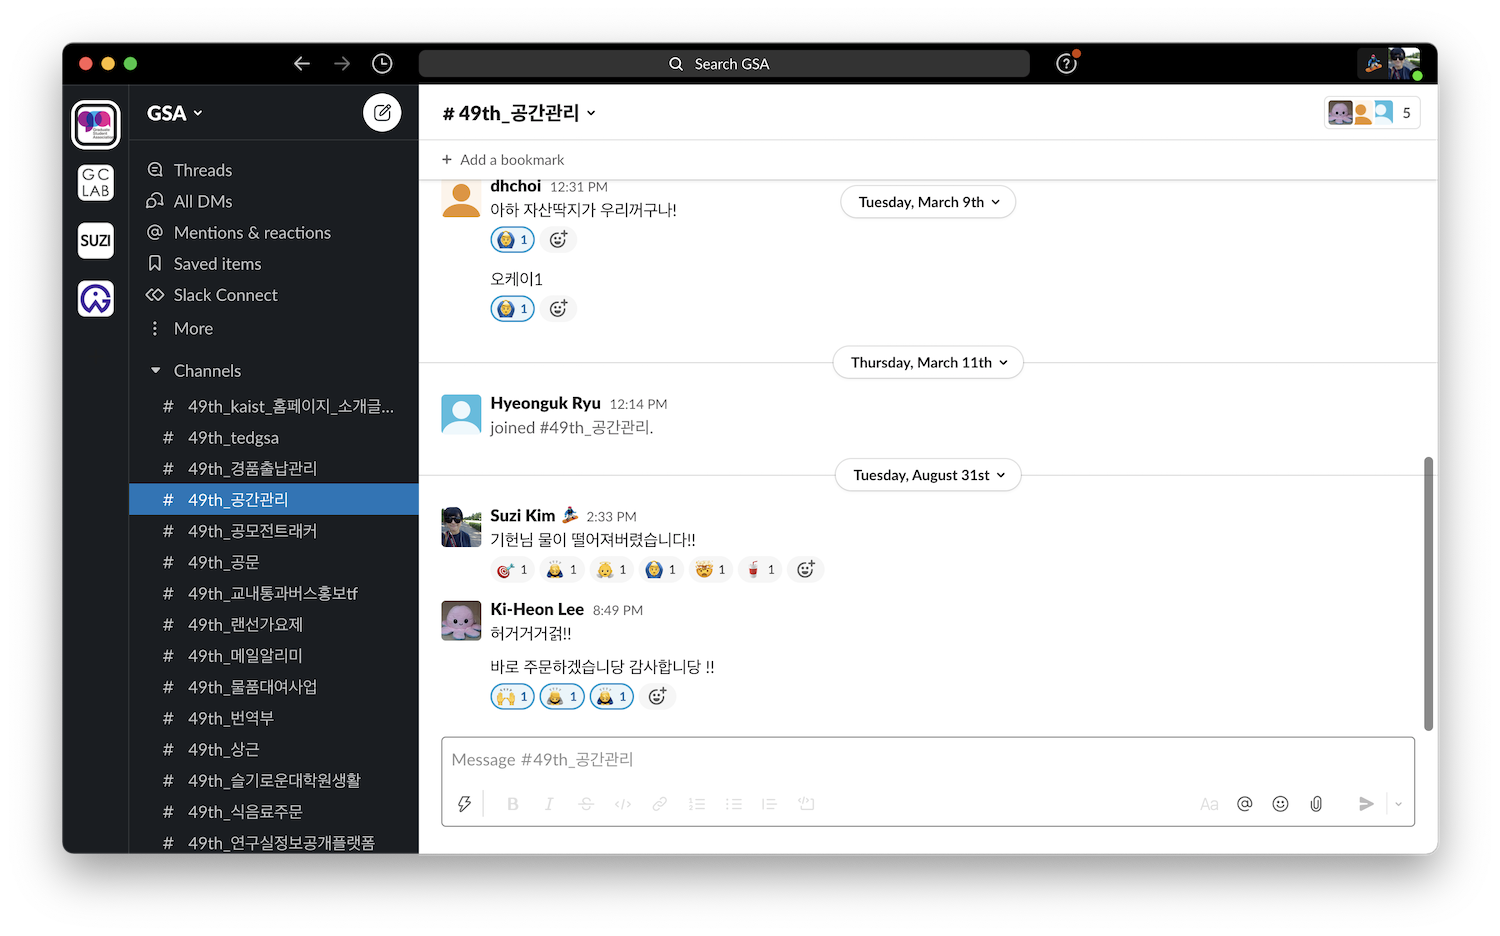 Search GSA
GSA
# 49th_공간관리
5
Add a bookmark
GC
LAB
SUZI
Threads
All DMs
Mentions & reactions
Saved items
Slack Connect
More
Channels
# 49th_kaist_홈페이지_소개글...
# 49th_tedgsa
# 49th_경품출납관리
# 49th_공간관리
# 49th_공모전트래커
# 49th_공문
# 49th_교내통과버스홍보tf
# 49th_랜선가요제
# 49th_메일알리미
# 49th_물품대여사업
# 49th_번역부
# 49th_상근
# 49th_슬기로운대학원생활
# 49th_식음료주문
# 49th_연구실정보공개플랫폼
dhchoi 12:31 PM
Tuesday, March 9th
아하 자산딱지가 우리꺼구나!
1
오케이1
1
Thursday, March 11th
Hyeonguk Ryu 12:14 PM
joined #49th_공간관리.
Tuesday, August 31st
Suzi Kim 2:33 PM
기헌님 물이 떨어져버렸습니다!!
1 1 1 1 1 1
Ki-Heon Lee 8:49 PM
허거거거걹!!
바로 주문하겠습니당 감사합니당 !!
1 1 1
Message #49th_공간관리
B I S </> Aa @